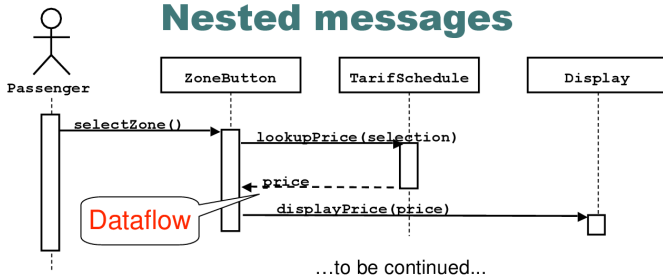 Nested messages
Passenger
ZoneButton
TarifSchedule
Display
selectZone()
lookupPrice(selection)
price
Dataflow
displayPrice(price)
…to be continued...